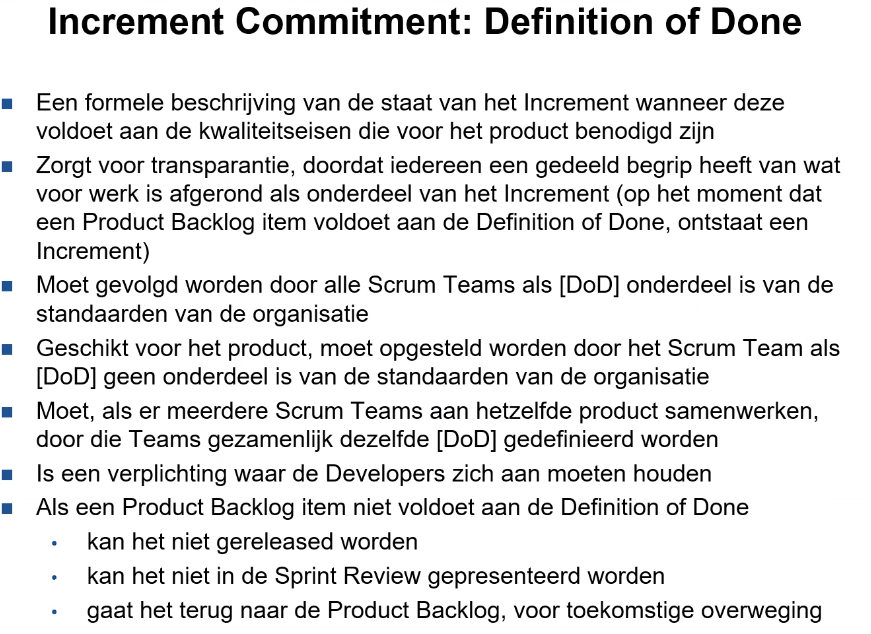 Increment Commitment: Definition of Done
Een formele beschrijving van de staat van het Increment wanneer deze
voldoet aan de kwaliteitseisen die voor het product benodigd zijn
Zorgt voor transparantie, doordat iedereen een gedeeld begrip heeft van wat
voor werk is afgerond als onderdeel van het Increment (op het moment dat
een Product Backlog item voldoet aan de Definition of Done, ontstaat een
Increment)
Moet gevolgd worden door alle Scrum Teams als [DoD] onderdeel is van de
standaarden van de organisatie
Geschikt voor het product, moet opgesteld worden door het Scrum Team als
[DoD] geen onderdeel is van de standaarden van de organisatie
Moet, als er meerdere Scrum Teams aan hetzelfde product samenwerken,
door die Teams gezamenlijk dezelfde [DoD] gedefinieerd worden
Is een verplichting waar de Developers zich aan moeten houden
Als een Product Backlog item niet voldoet aan de Definition of Done
kan het niet gereleased worden
kan het niet in de Sprint Review gepresenteerd worden
gaat het terug naar de Product Backlog, voor toekomstige overweging